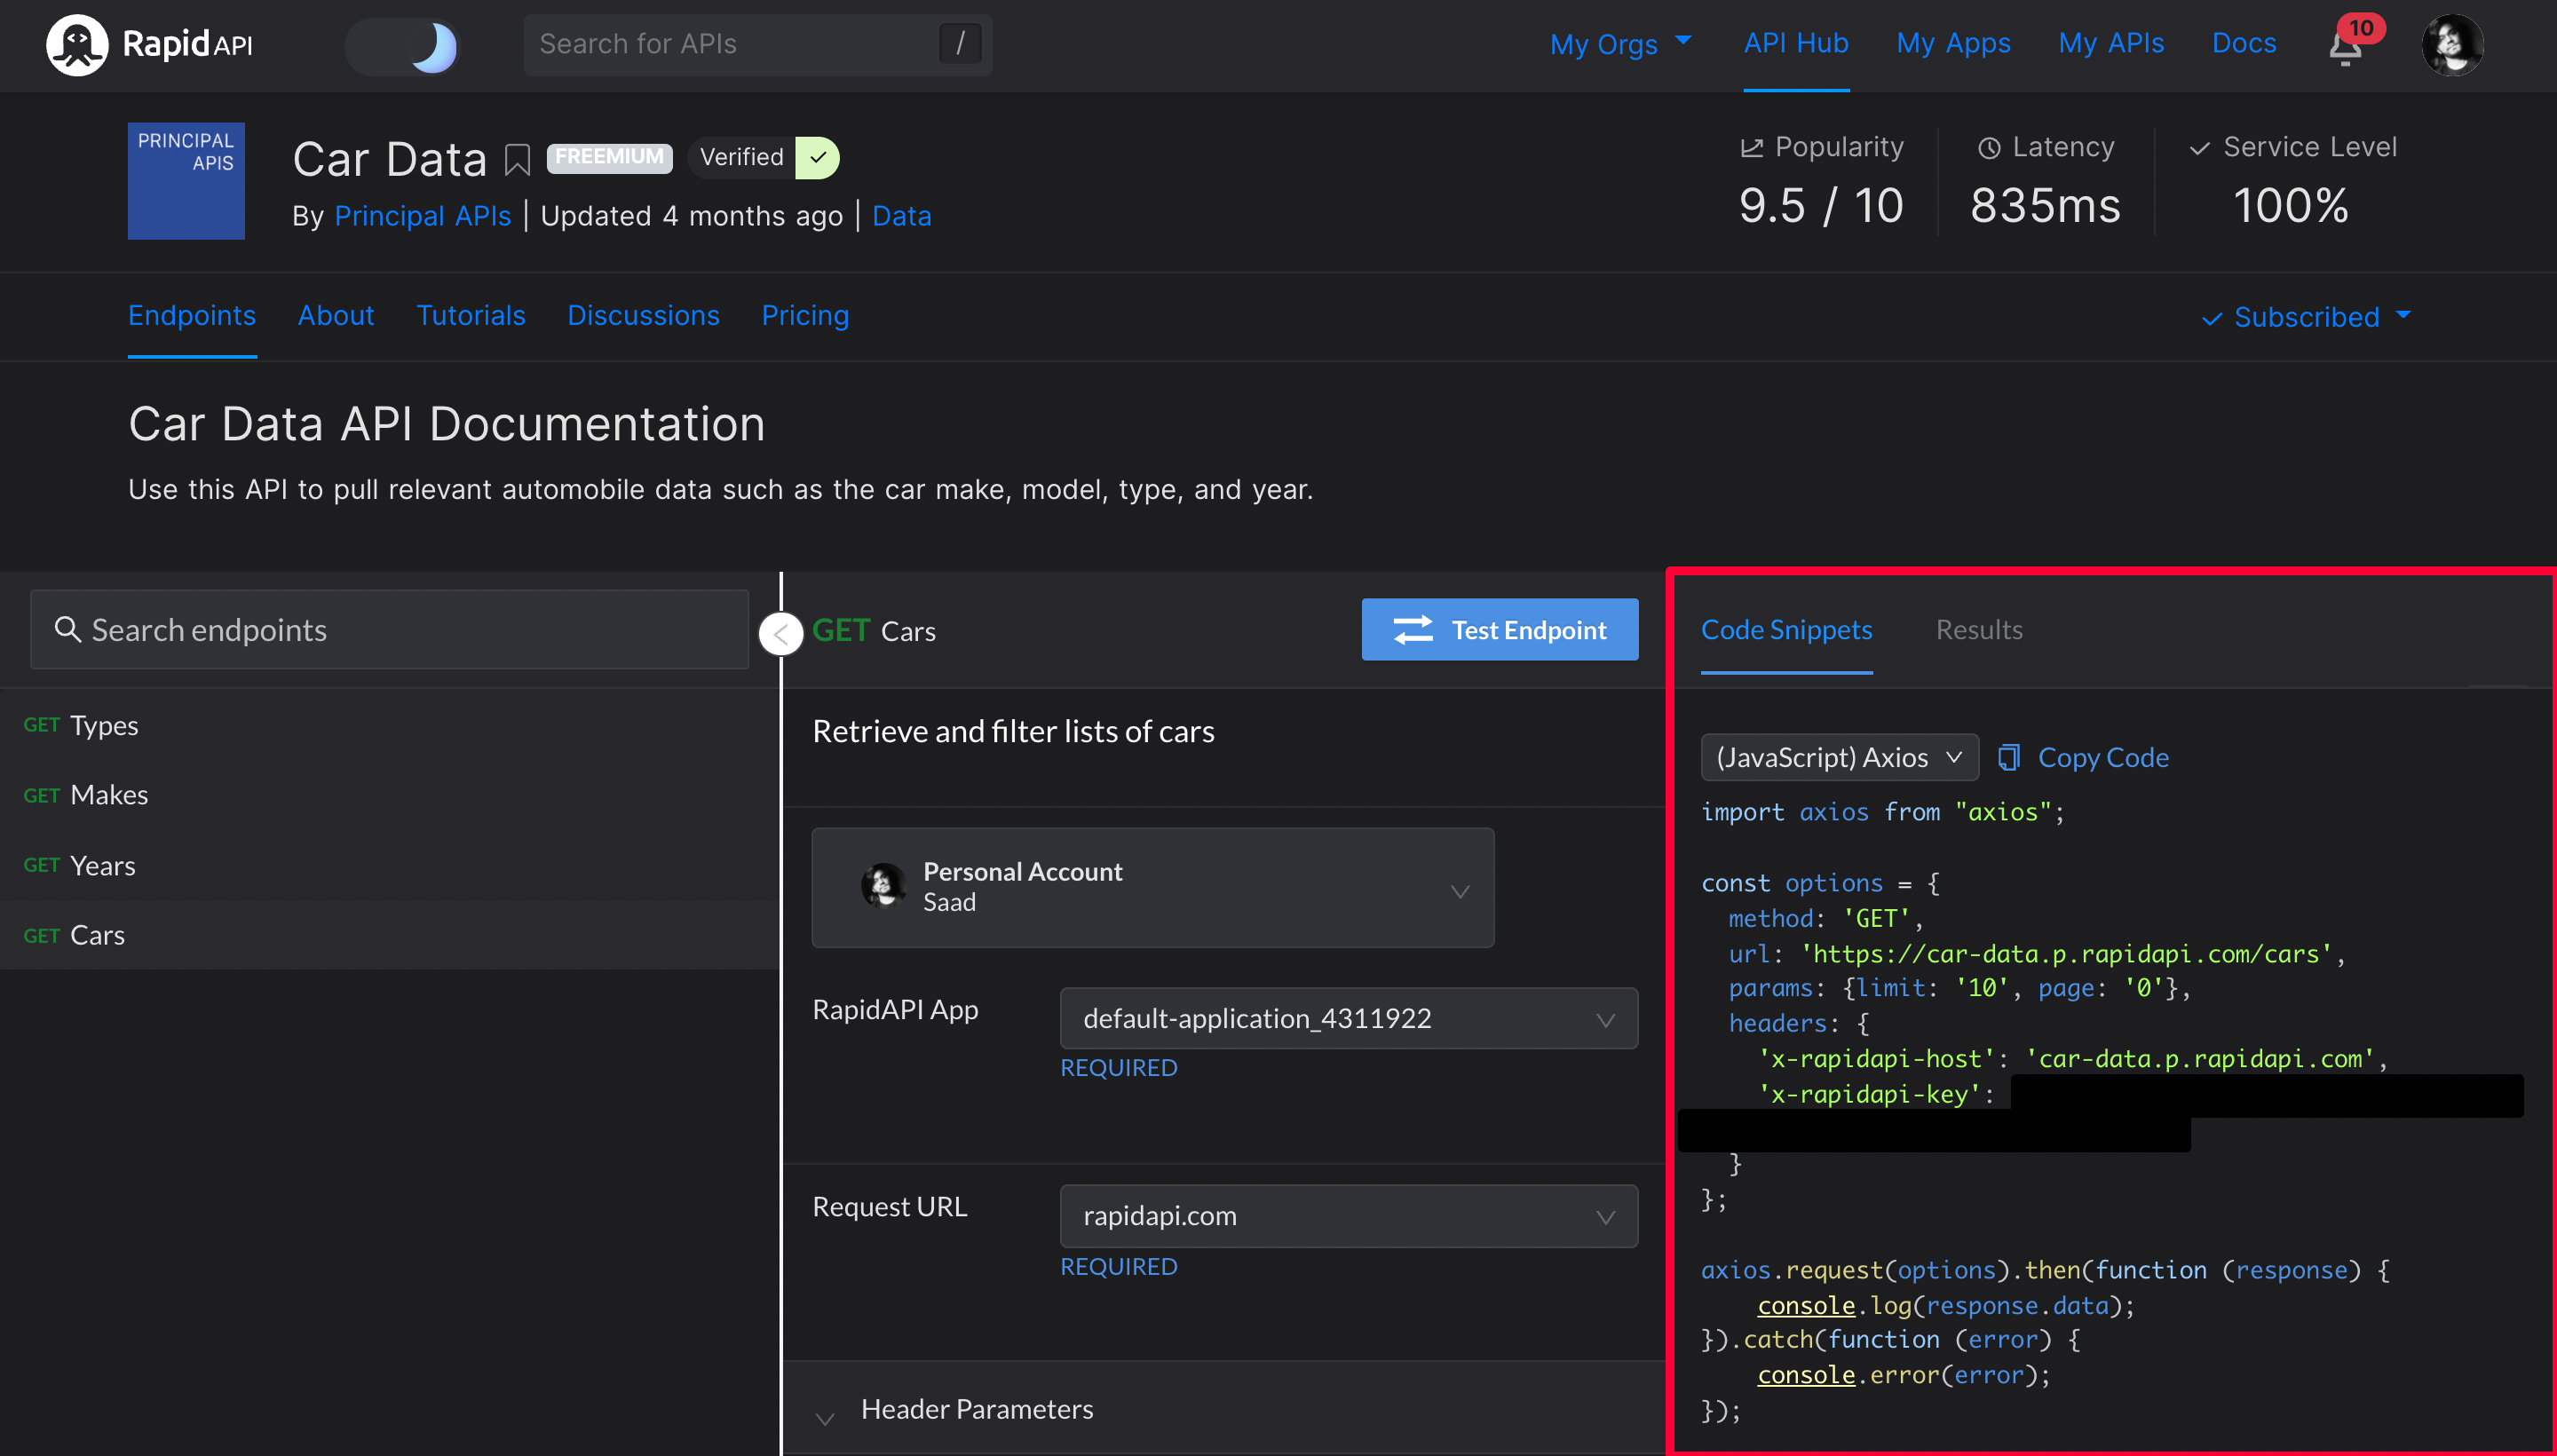 RapidAPI
Search for APIs /
My Orgs API Hub My Apps My APIs Docs 10
PRINCIPAL
APIS
Car Data FREEMIUM Verified
By Principal APIs | Updated 4 months ago | Data
Popularity Latency Service Level
9.5 / 10 835ms 100%
Endpoints About Tutorials Discussions Pricing Subscribed
Car Data API Documentation
Use this API to pull relevant automobile data such as the car make, model, type, and year.
Search endpoints
GET Types
GET Makes
GET Years
GET Cars
GET Cars Test Endpoint
Retrieve and filter lists of cars
Personal Account
Saad
RapidAPI App default-application_4311922
REQUIRED
Request URL rapidapi.com
REQUIRED
Header Parameters
Code Snippets Results
(JavaScript) Axios Copy Code
import axios from "axios";
const options = {
method: 'GET',
url: 'https://car-data.p.rapidapi.com/cars',
params: {limit: '10', page: '0'},
headers: {
'x-rapidapi-host': 'car-data.p.rapidapi.com',
'x-rapidapi-key':
}
};
axios.request(options).then(function (response) {
console.log(response.data);
}).catch(function (error) {
console.error(error);
});